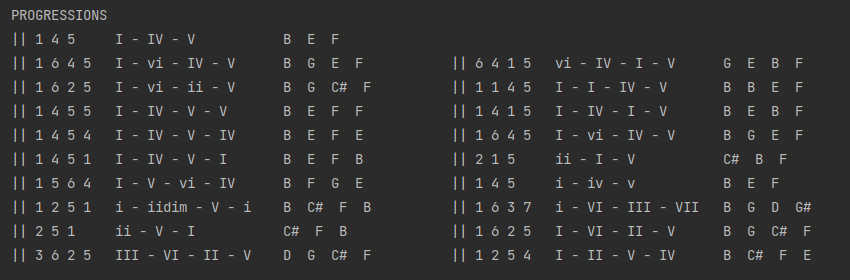 PROGRESSIONS
|| 1 4 5     I - IV - V           B  E  F
|| 1 6 4 5   I - vi - IV - V      B  G  E  F          || 6 4 1 5   vi - IV - I - V      G  E  B  F
|| 1 6 2 5   I - vi - ii - V      B  G  C#  F         || 1 1 4 5   I - I - IV - V       B  B  E  F
|| 1 4 5 5   I - IV - V - V       B  E  F  F          || 1 4 1 5   I - IV - I - V       B  E  B  F
|| 1 4 5 4   I - IV - V - IV      B  E  F  E          || 1 6 4 5   I - vi - IV - V      B  G  E  F
|| 1 4 5 1   I - IV - V - I       B  E  F  B          || 2 1 5     ii - I - V           C#  B  F
|| 1 5 6 4   I - V - vi - IV      B  F  G  E          || 1 4 5     i - iv - v           B  E  F
|| 1 2 5 1   i - iidim - V - i    B  C#  F  B         || 1 6 3 7   i - VI - III - VII   B  G  D  G#
|| 2 5 1     ii - V - I           C#  F  B            || 1 6 2 5   I - VI - II - V      B  G  C#  F
|| 3 6 2 5   III - VI - II - V    D  G  C#  F         || 1 2 5 4   I - II - V - IV      B  C#  F  E